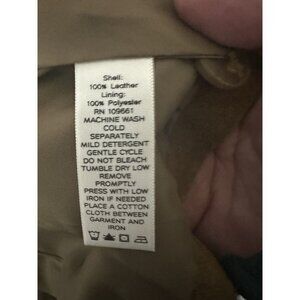 Shell:
100% Leather
Lining:
100% Polyester
RN 109661
MACHINE WASH
COLD
SEPARATELY
MILD DETERGENT
GENTLE CYCLE
DO NOT BLEACH
TUMBLE DRY LOW
REMOVE
PROMPTLY
PRESS WITH LOW
IRON IF NEEDED
PLACE A COTTON
CLOTH BETWEEN
GARMENT AND
IRON